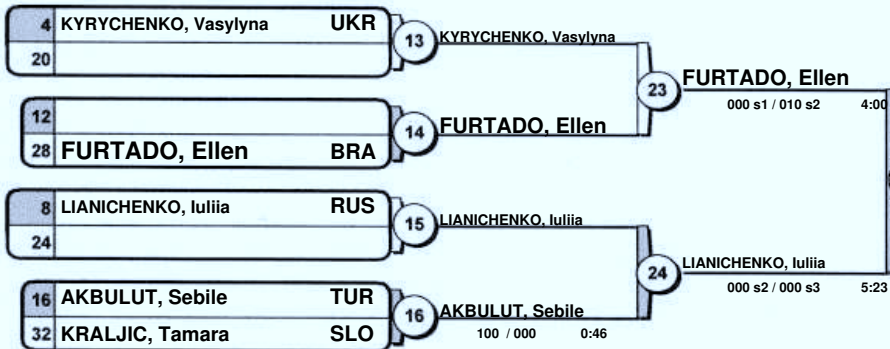 4 KYRYCHENKO, Vasylyna UKR
20
13 KYRYCHENKO, Vasylyna
12
28 FURTADO, Ellen BRA
14 FURTADO, Ellen
23 FURTADO, Ellen
000 s1 / 010 s2 4:00
8 LIANICHENKO, Iuliia RUS
24
15 LIANICHENKO, Iuliia
16 AKBULUT, Sebile TUR
32 KRALJIC, Tamara SLO
16 AKBULUT, Sebile
100 / 000 0:46
24 LIANICHENKO, Iuliia
000 s2 / 000 s3 5:23